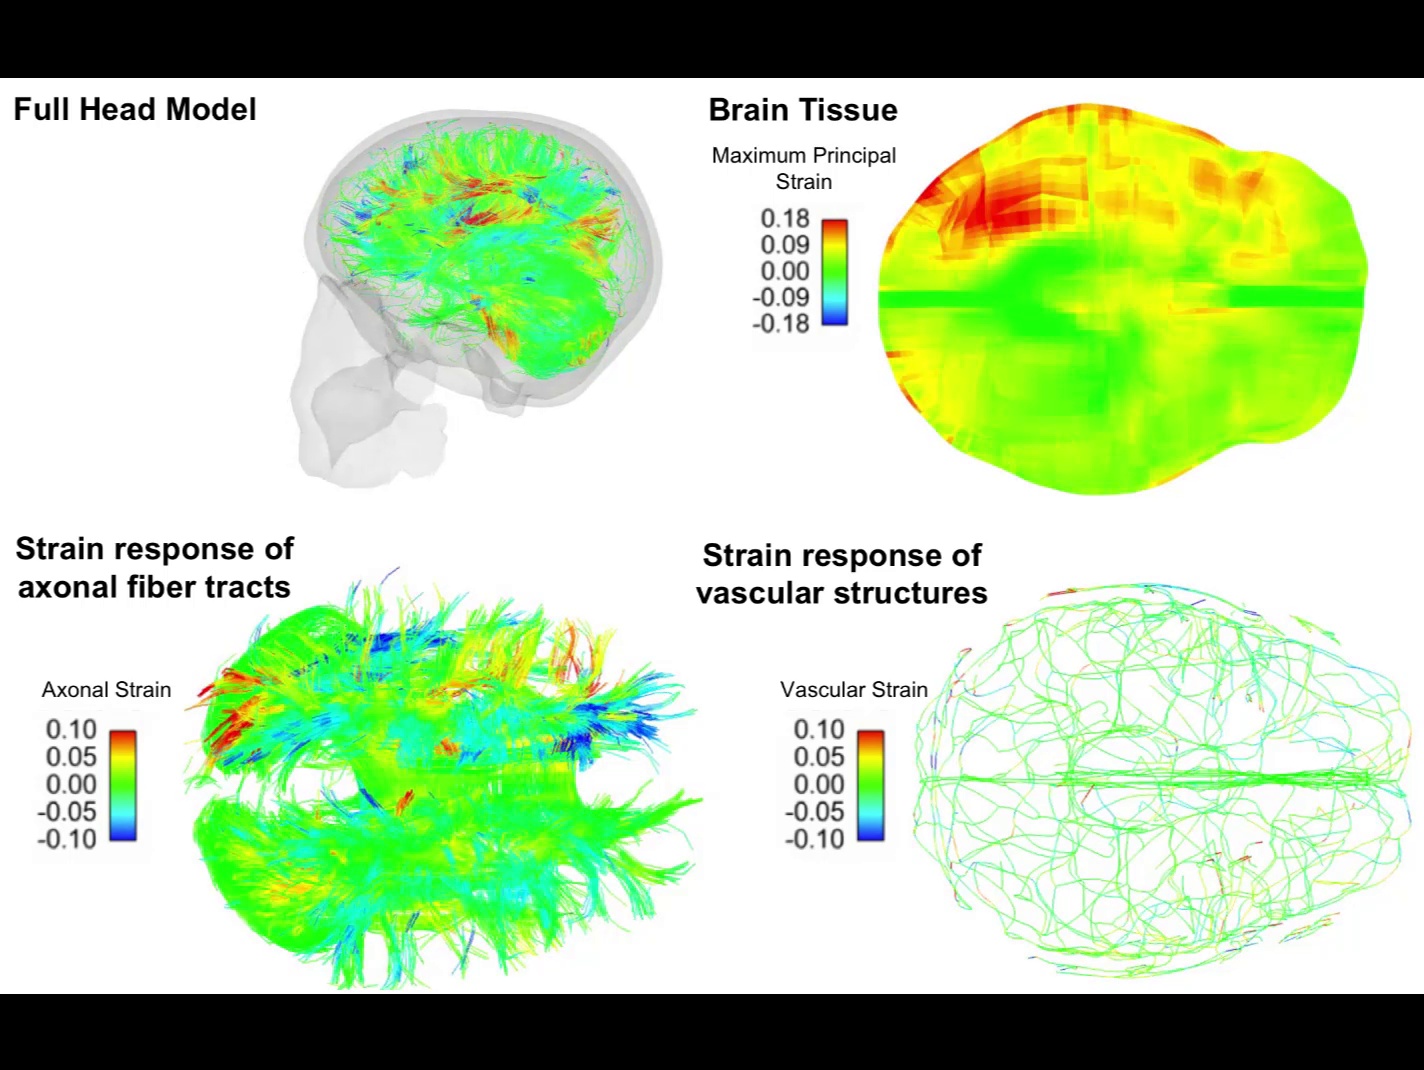 Full Head Model
Brain Tissue
Maximum Principal
Strain
0.18
0.09
0.00
-0.09
-0.18
Strain response of
axonal fiber tracts
Axonal Strain
0.10
0.05
0.00
-0.05
-0.10
Strain response of
vascular structures
Vascular Strain
0.10
0.05
0.00
-0.05
-0.10